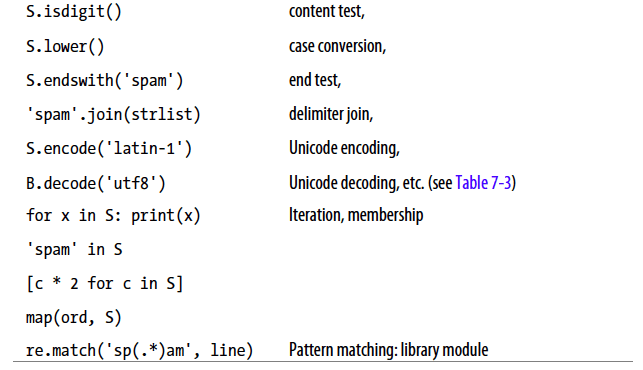 S.isdigit() content test,
S.lower() case conversion,
S.endswith('spam') end test,
'spam'.join(strlist) delimiter join,
S.encode('latin-1') Unicode encoding,
B.decode('utf8') Unicode decoding, etc. (see Table 7-3)
for x in S: print(x) Iteration, membership
'spam' in S
[c * 2 for c in S]
map(ord, S)
re.match('sp(.*)am', line) Pattern matching: library module